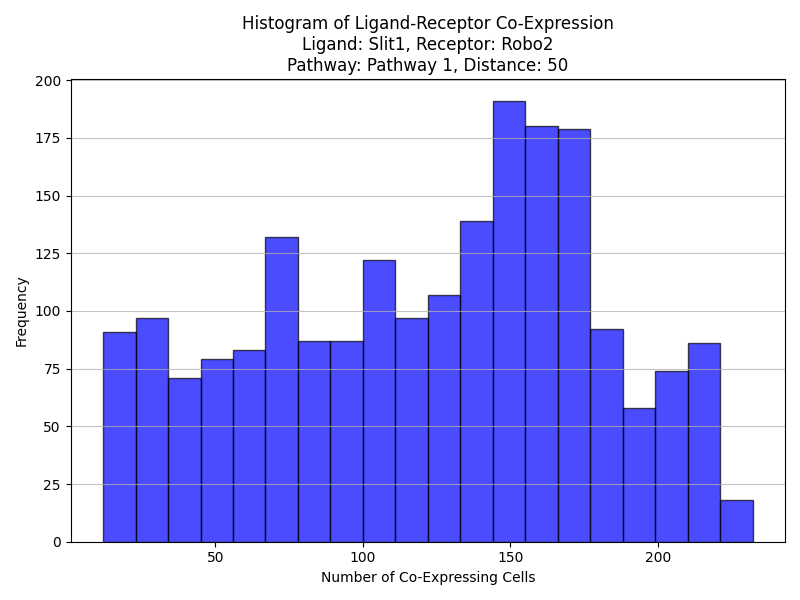 Histogram of Ligand-Receptor Co-Expression
Ligand: Slit1, Receptor: Robo2
Pathway: Pathway 1, Distance: 50
200
175
150
125
100
75
50
25
0
Frequency
50 100 150 200
Number of Co-Expressing Cells